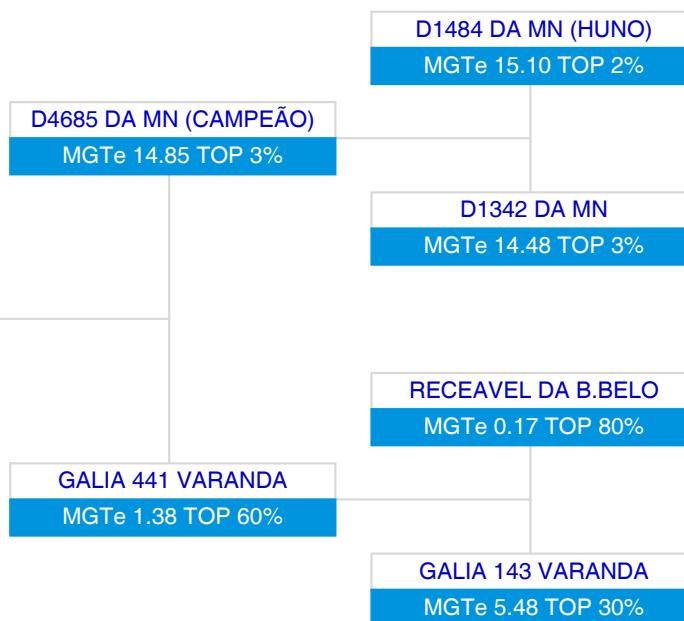 D1484 DA MN (HUNO)
MGTe 15.10 TOP 2%
D4685 DA MN (CAMPEÃO)
MGTe 14.85 TOP 3%
D1342 DA MN
MGTe 14.48 TOP 3%
RECEAVEL DA B.BELO
MGTe 0.17 TOP 80%
GALIA 441 VARANDA
MGTe 1.38 TOP 60%
GALIA 143 VARANDA
MGTe 5.48 TOP 30%